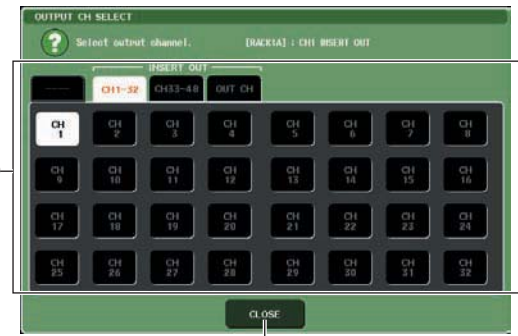 OUTPUT CH SELECT
? Select output channel. [RACK1A] : CH1 INSERT OUT
INSERT OUT
----- CH1-32 CH33-48 OUT CH
CH 1 CH 2 CH 3 CH 4 CH 5 CH 6 CH 7 CH 8
CH 9 CH 10 CH 11 CH 12 CH 13 CH 14 CH 15 CH 16
CH 17 CH 18 CH 19 CH 20 CH 21 CH 22 CH 23 CH 24
CH 25 CH 26 CH 27 CH 28 CH 29 CH 30 CH 31 CH 32
CLOSE